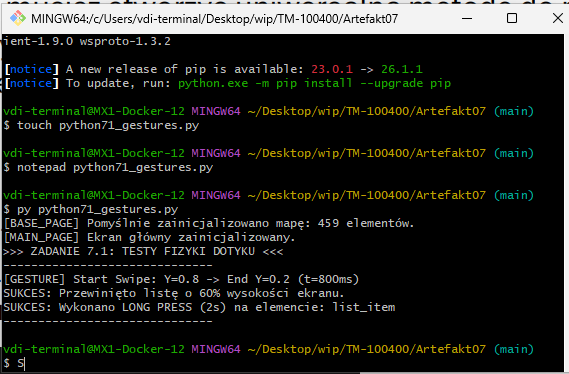 MINGW64:/c/Users/vdi-terminal/Desktop/wip/TM-100400/Artefakt07
ient-1.9.0 wsproto-1.3.2
[notice] A new release of pip is available: 23.0.1 -> 26.1.1
[notice] To update, run: python.exe -m pip install --upgrade pip
vdi-terminal@MX1-Docker-12 MINGW64 ~/Desktop/wip/TM-100400/Artefakt07 (main)
$ touch python71_gestures.py
vdi-terminal@MX1-Docker-12 MINGW64 ~/Desktop/wip/TM-100400/Artefakt07 (main)
$ notepad python71_gestures.py
vdi-terminal@MX1-Docker-12 MINGW64 ~/Desktop/wip/TM-100400/Artefakt07 (main)
$ py python71_gestures.py
[BASE_PAGE] Pomyślnie zainicjalizowano mapę: 459 elementów.
[MAIN_PAGE] Ekran główny zainicjalizowany.
>>> ZADANIE 7.1: TESTY FIZYKI DOTYKU <<<
------------------------------
[GESTURE] Start Swipe: Y=0.8 -> End Y=0.2 (t=800ms)
SUKCES: Przewinięto listę o 60% wysokości ekranu.
SUKCES: Wykonano LONG PRESS (2s) na elemencie: list_item
------------------------------
vdi-terminal@MX1-Docker-12 MINGW64 ~/Desktop/wip/TM-100400/Artefakt07 (main)
$ S